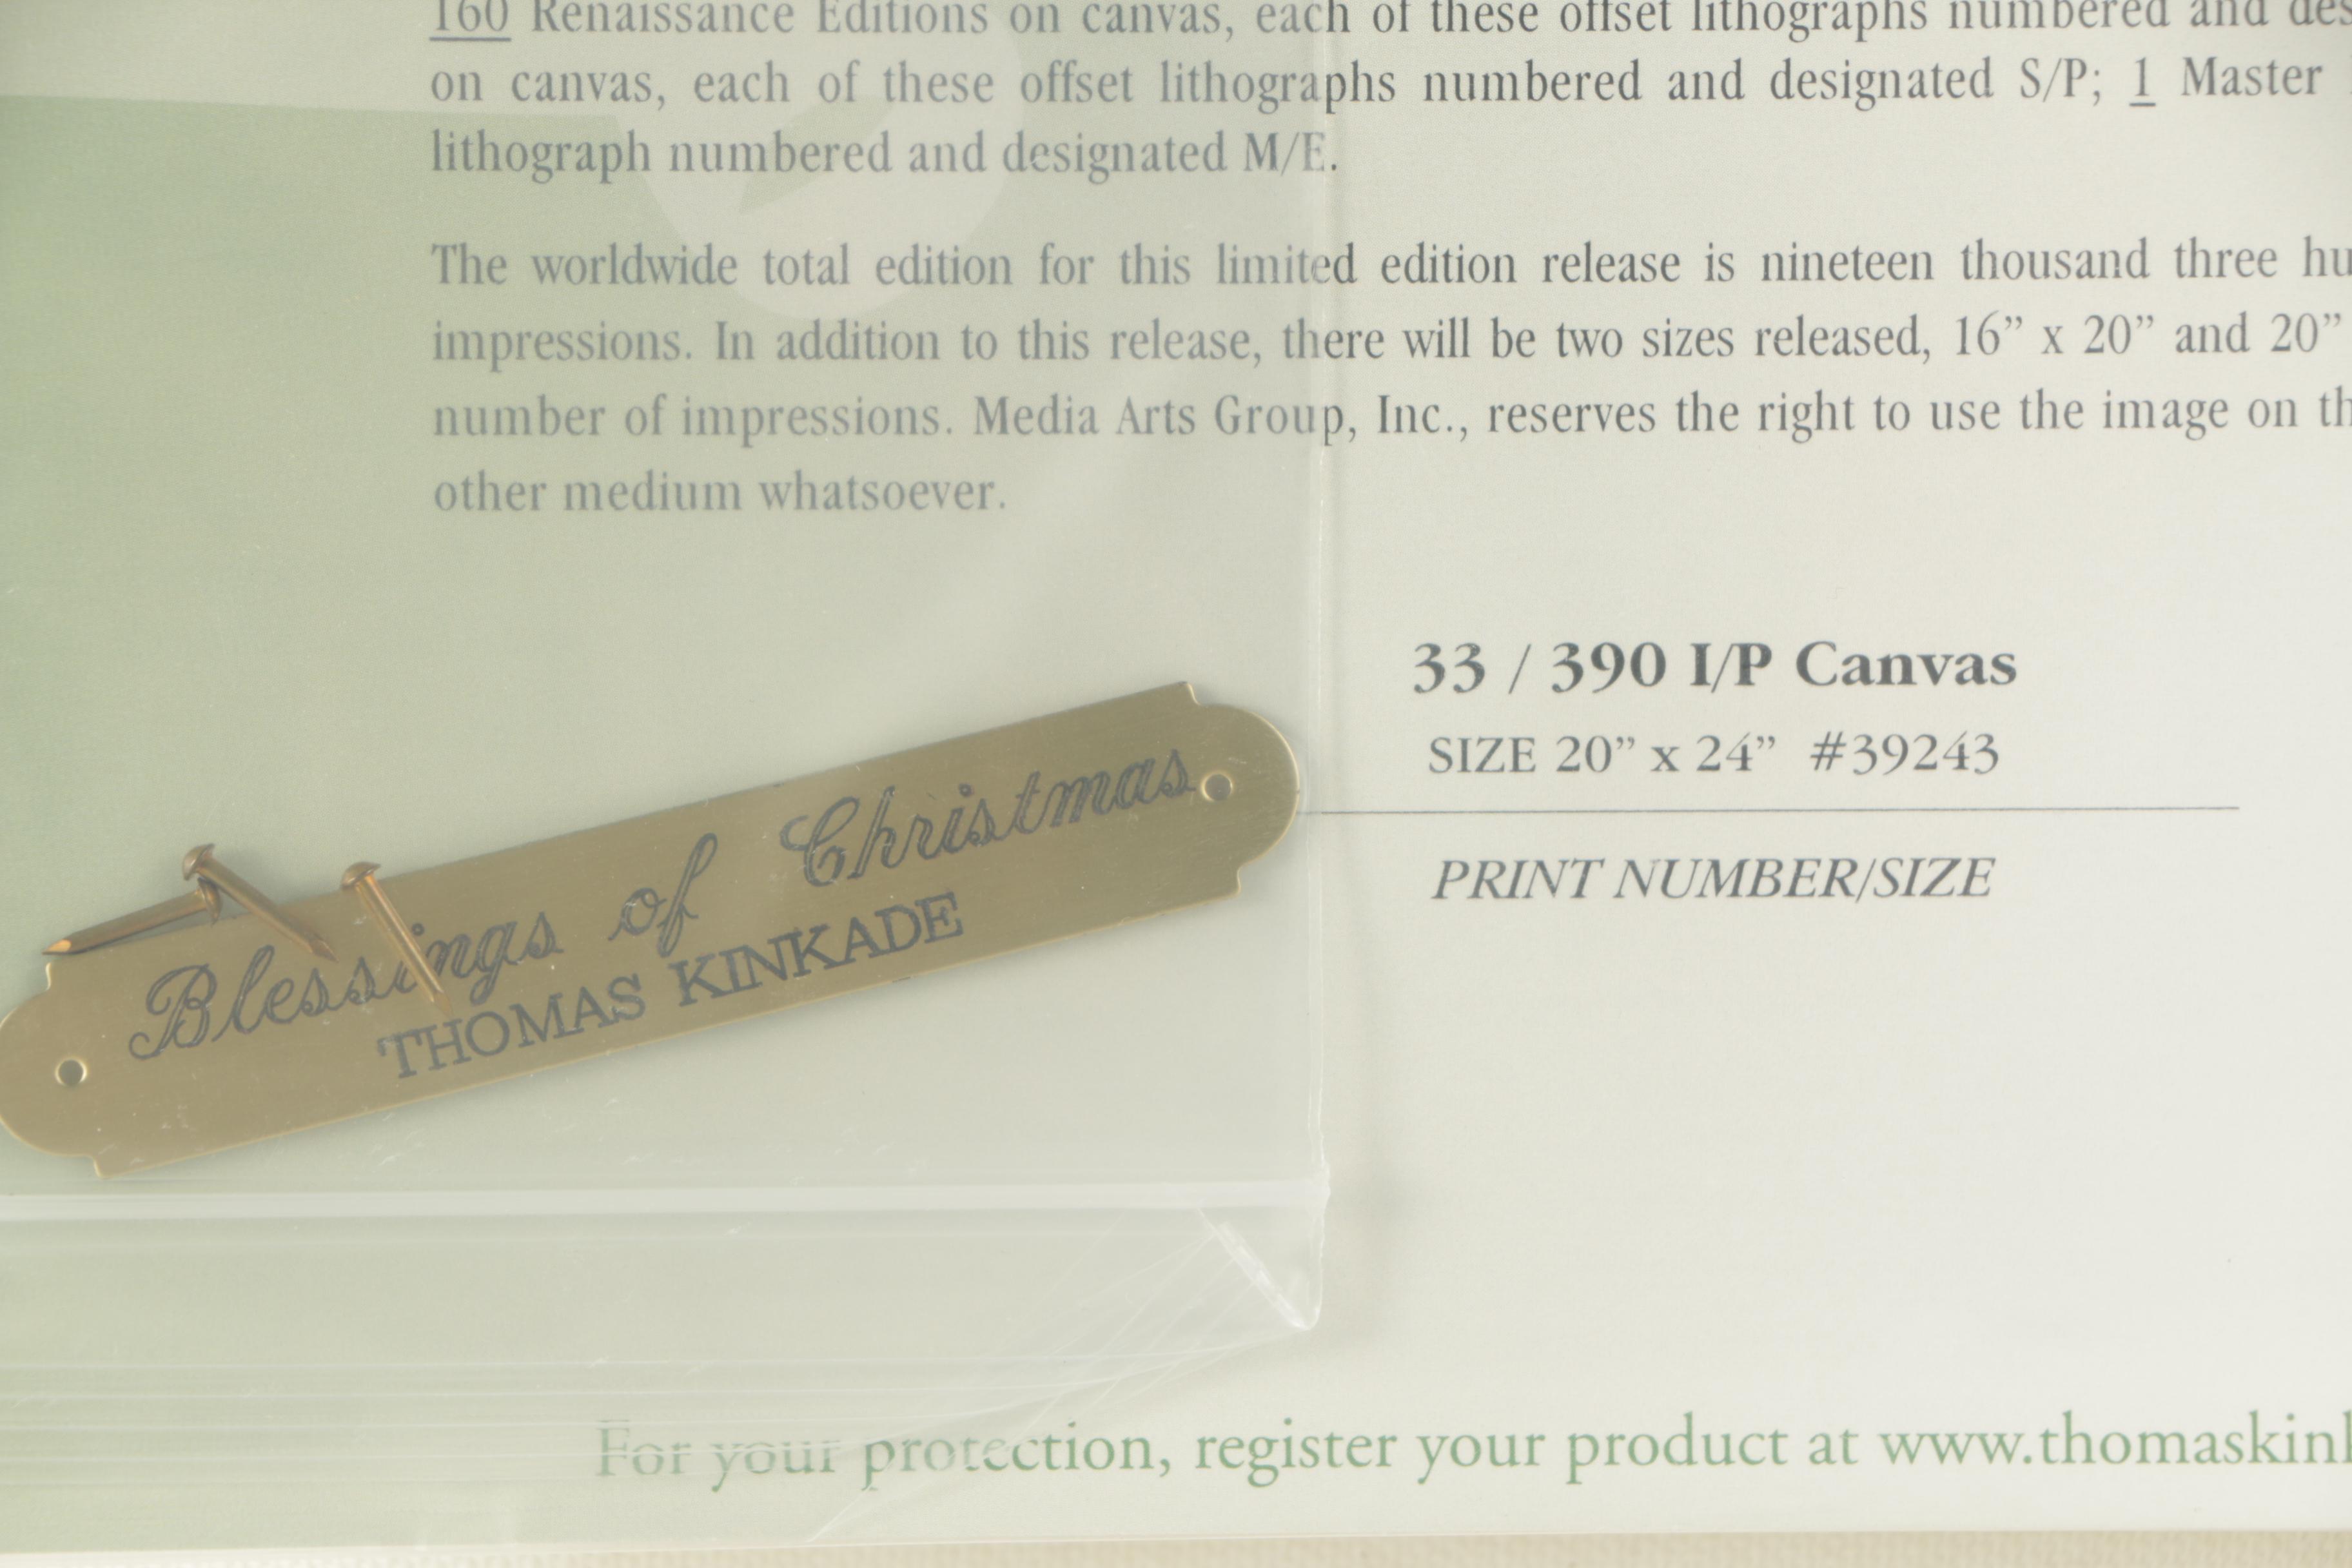 160 Renaissance Editions on canvas, each of these offset lithographs numbered and des
on canvas, each of these offset lithographs numbered and designated S/P; 1 Master
lithograph numbered and designated M/E.
The worldwide total edition for this limited edition release is nineteen thousand three hu
impressions. In addition to this release, there will be two sizes released, 16” x 20” and 20”
number of impressions. Media Arts Group, Inc., reserves the right to use the image on th
other medium whatsoever.
33 / 390 I/P Canvas
SIZE 20” x 24” #39243
PRINT NUMBER/SIZE
Blessings of Christmas
THOMAS KINKADE
For your protection, register your product at www.thomaskink